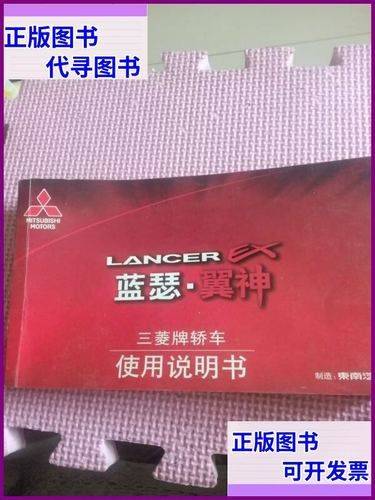 正版图书
代寻图书
MITSUBISHI
MOTORS
LANCER EX
蓝瑟·翼神
三菱牌轿车
使用说明书
制造：東南
正版图书
可开发票